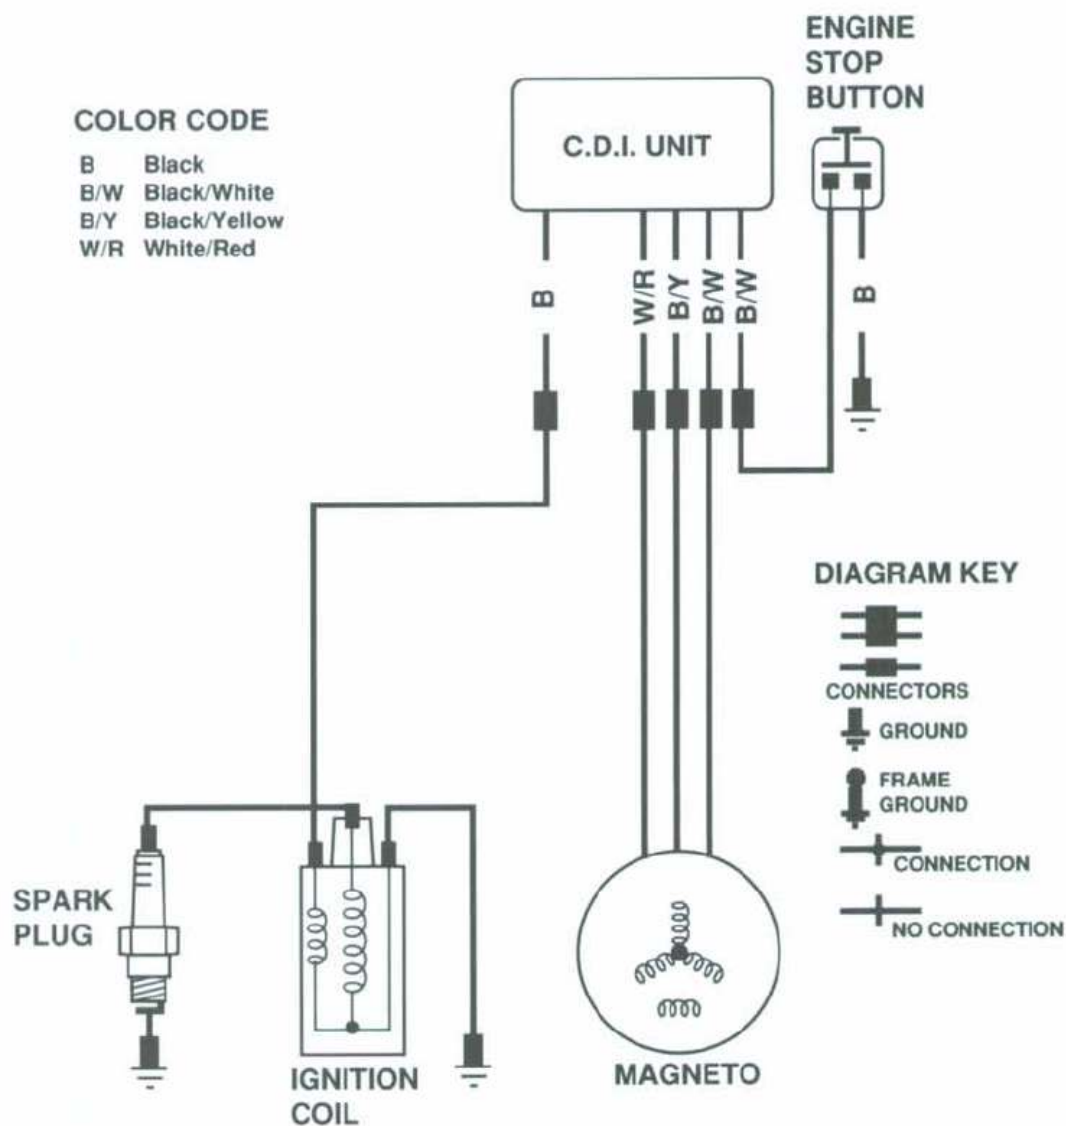 ENGINE
STOP
BUTTON
COLOR CODE
B Black
B/W Black/White
B/Y Black/Yellow
W/R White/Red
C.D.I. UNIT
B
W/R
B/Y
B/W
B/W
B
DIAGRAM KEY
CONNECTORS
GROUND
FRAME
GROUND
CONNECTION
NO CONNECTION
SPARK
PLUG
IGNITION
COIL
MAGNETO